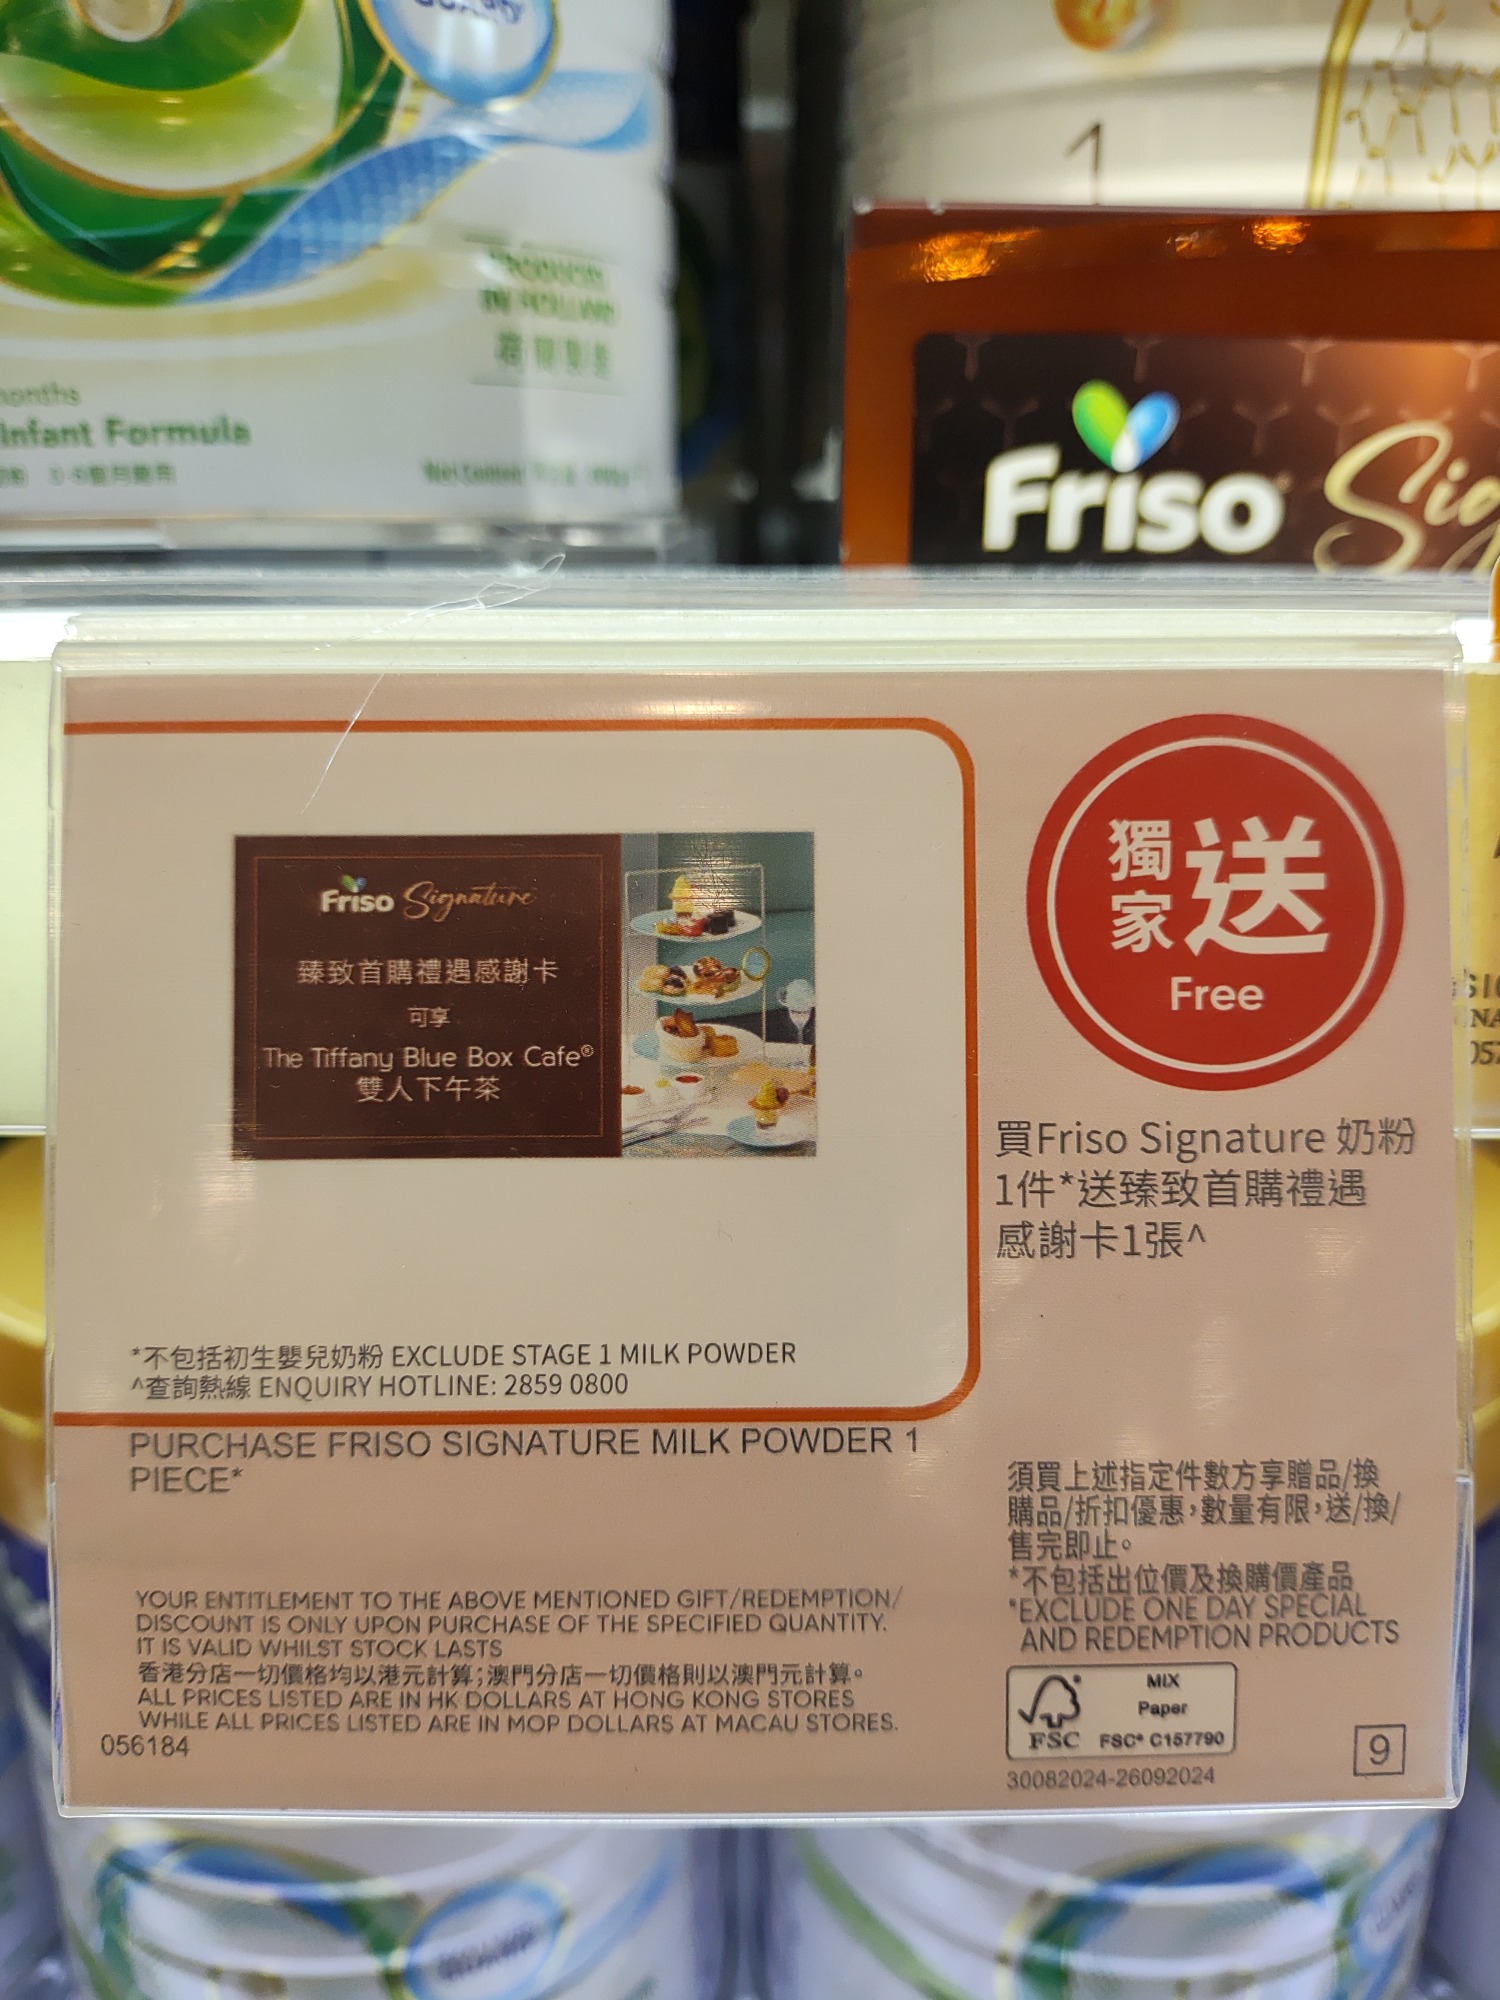 PRODUCED
IN HOLLAND
months
Infant Formula
1
Friso
Friso Signature
臻致首購禮遇感謝卡
可享
The Tiffany Blue Box Cafe®
雙人下午茶
獨家送
Free
買Friso Signature 奶粉
1件*送臻致首購禮遇
感謝卡1張^
*不包括初生嬰兒奶粉 EXCLUDE STAGE 1 MILK POWDER
^查詢熱線 ENQUIRY HOTLINE: 2859 0800
PURCHASE FRISO SIGNATURE MILK POWDER 1
PIECE*
須買上述指定件數方享贈品/換
購品/折扣優惠，數量有限，送/換/
售完即止。
*不包括出位價及換購價產品
*EXCLUDE ONE DAY SPECIAL
AND REDEMPTION PRODUCTS
YOUR ENTITLEMENT TO THE ABOVE MENTIONED GIFT/REDEMPTION/
DISCOUNT IS ONLY UPON PURCHASE OF THE SPECIFIED QUANTITY.
IT IS VALID WHILST STOCK LASTS
香港分店一切價格均以港元計算；澳門分店一切價格則以澳門元計算。
ALL PRICES LISTED ARE IN HK DOLLARS AT HONG KONG STORES
WHILE ALL PRICES LISTED ARE IN MOP DOLLARS AT MACAU STORES.
056184
FSC
MIX
Paper
FSC® C157790
30082024-26092024
9